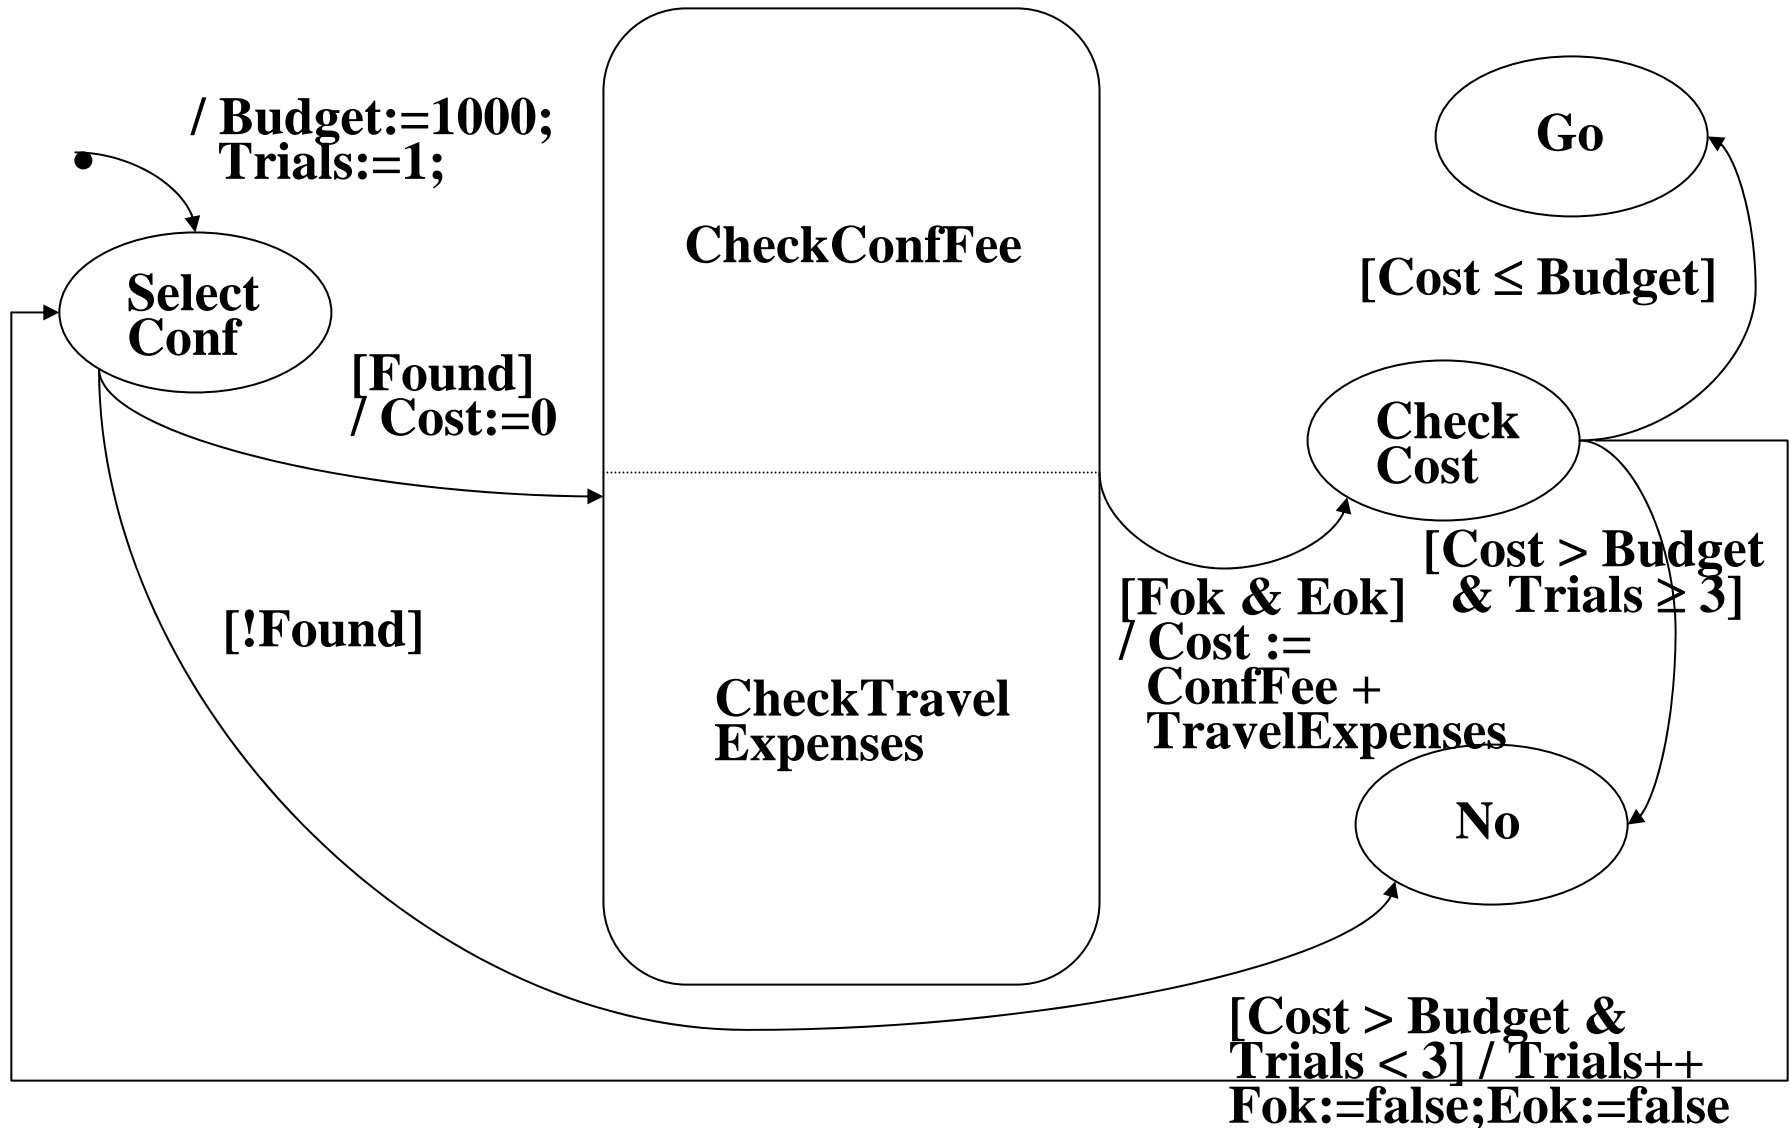 / Budget:=1000;
Trials:=1;
Select
Conf
[Found]
/ Cost:=0
[!Found]
CheckConfFee
CheckTravel
Expenses
Go
[Cost ≤ Budget]
Check
Cost
[Cost > Budget
& Trials ≥ 3]
[Fok & Eok]
/ Cost :=
ConfFee +
TravelExpenses
No
[Cost > Budget &
Trials < 3] / Trials++
Fok:=false;Eok:=false